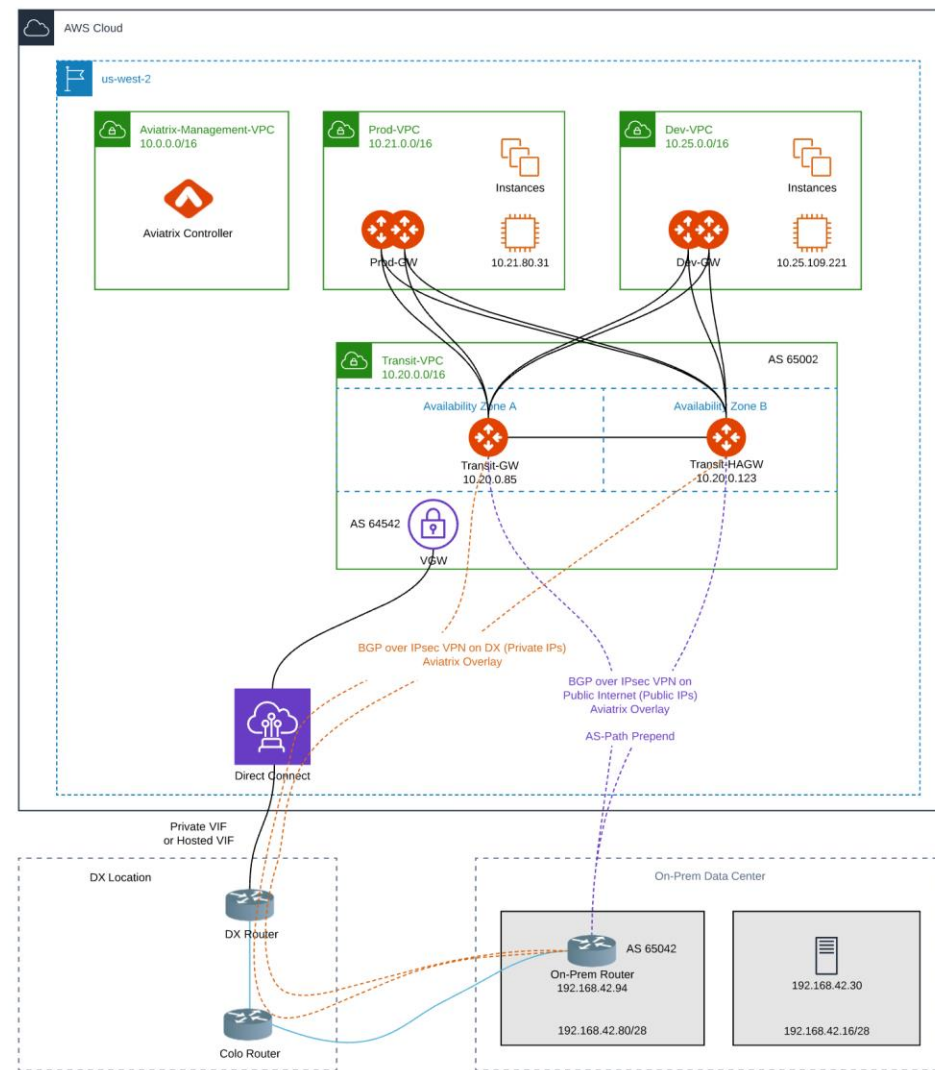 AWS Cloud
us-west-2
Aviatrix-Management-VPC
10.0.0.0/16
Aviatrix Controller
Prod-VPC
10.21.0.0/16
Instances
Prod-GW
10.21.80.31
Dev-VPC
10.25.0.0/16
Instances
Dev-GW
10.25.109.221
Transit-VPC
10.20.0.0/16
AS 65002
Availability Zone A
Availability Zone B
Transit-GW
10.20.0.85
Transit-HAGW
10.20.0.123
AS 64542
VGW
BGP over IPsec VPN on DX (Private IPs)
Aviatrix Overlay
BGP over IPsec VPN on
Public Internet (Public IPs)
Aviatrix Overlay
AS-Path Prepend
Direct Connect
Private VIF
or Hosted VIF
DX Location
DX Router
Colo Router
On-Prem Data Center
AS 65042
On-Prem Router
192.168.42.94
192.168.42.80/28
192.168.42.30
192.168.42.16/28